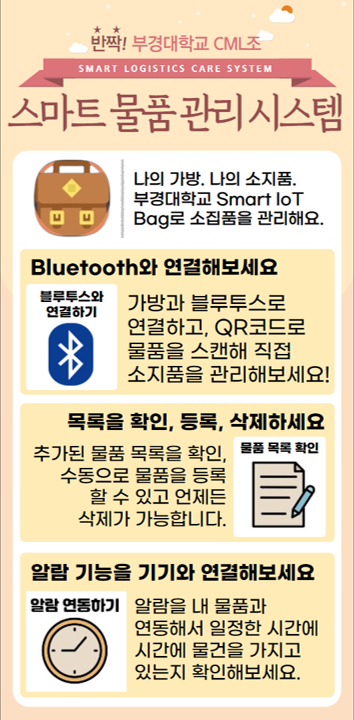 반짝! 부경대학교 CML조
SMART LOGISTICS CARE SYSTEM
스마트 물품 관리 시스템
나의 가방. 나의 소지품.
부경대학교 Smart IoT
Bag로 소집품을 관리해요.
Bluetooth와 연결해보세요
블루투스와
연결하기
가방과 블루투스로
연결하고, QR코드로
물품을 스캔해 직접
소지품을 관리해보세요!
목록을 확인, 등록, 삭제하세요
추가된 물품 목록을 확인,
수동으로 물품을 등록
할 수 있고 언제든
삭제가 가능합니다.
물품 목록 확인
알람 기능을 기기와 연결해보세요
알람 연동하기
알람을 내 물품과
연동해서 일정한 시간에
시간에 물건을 가지고
있는지 확인해보세요.